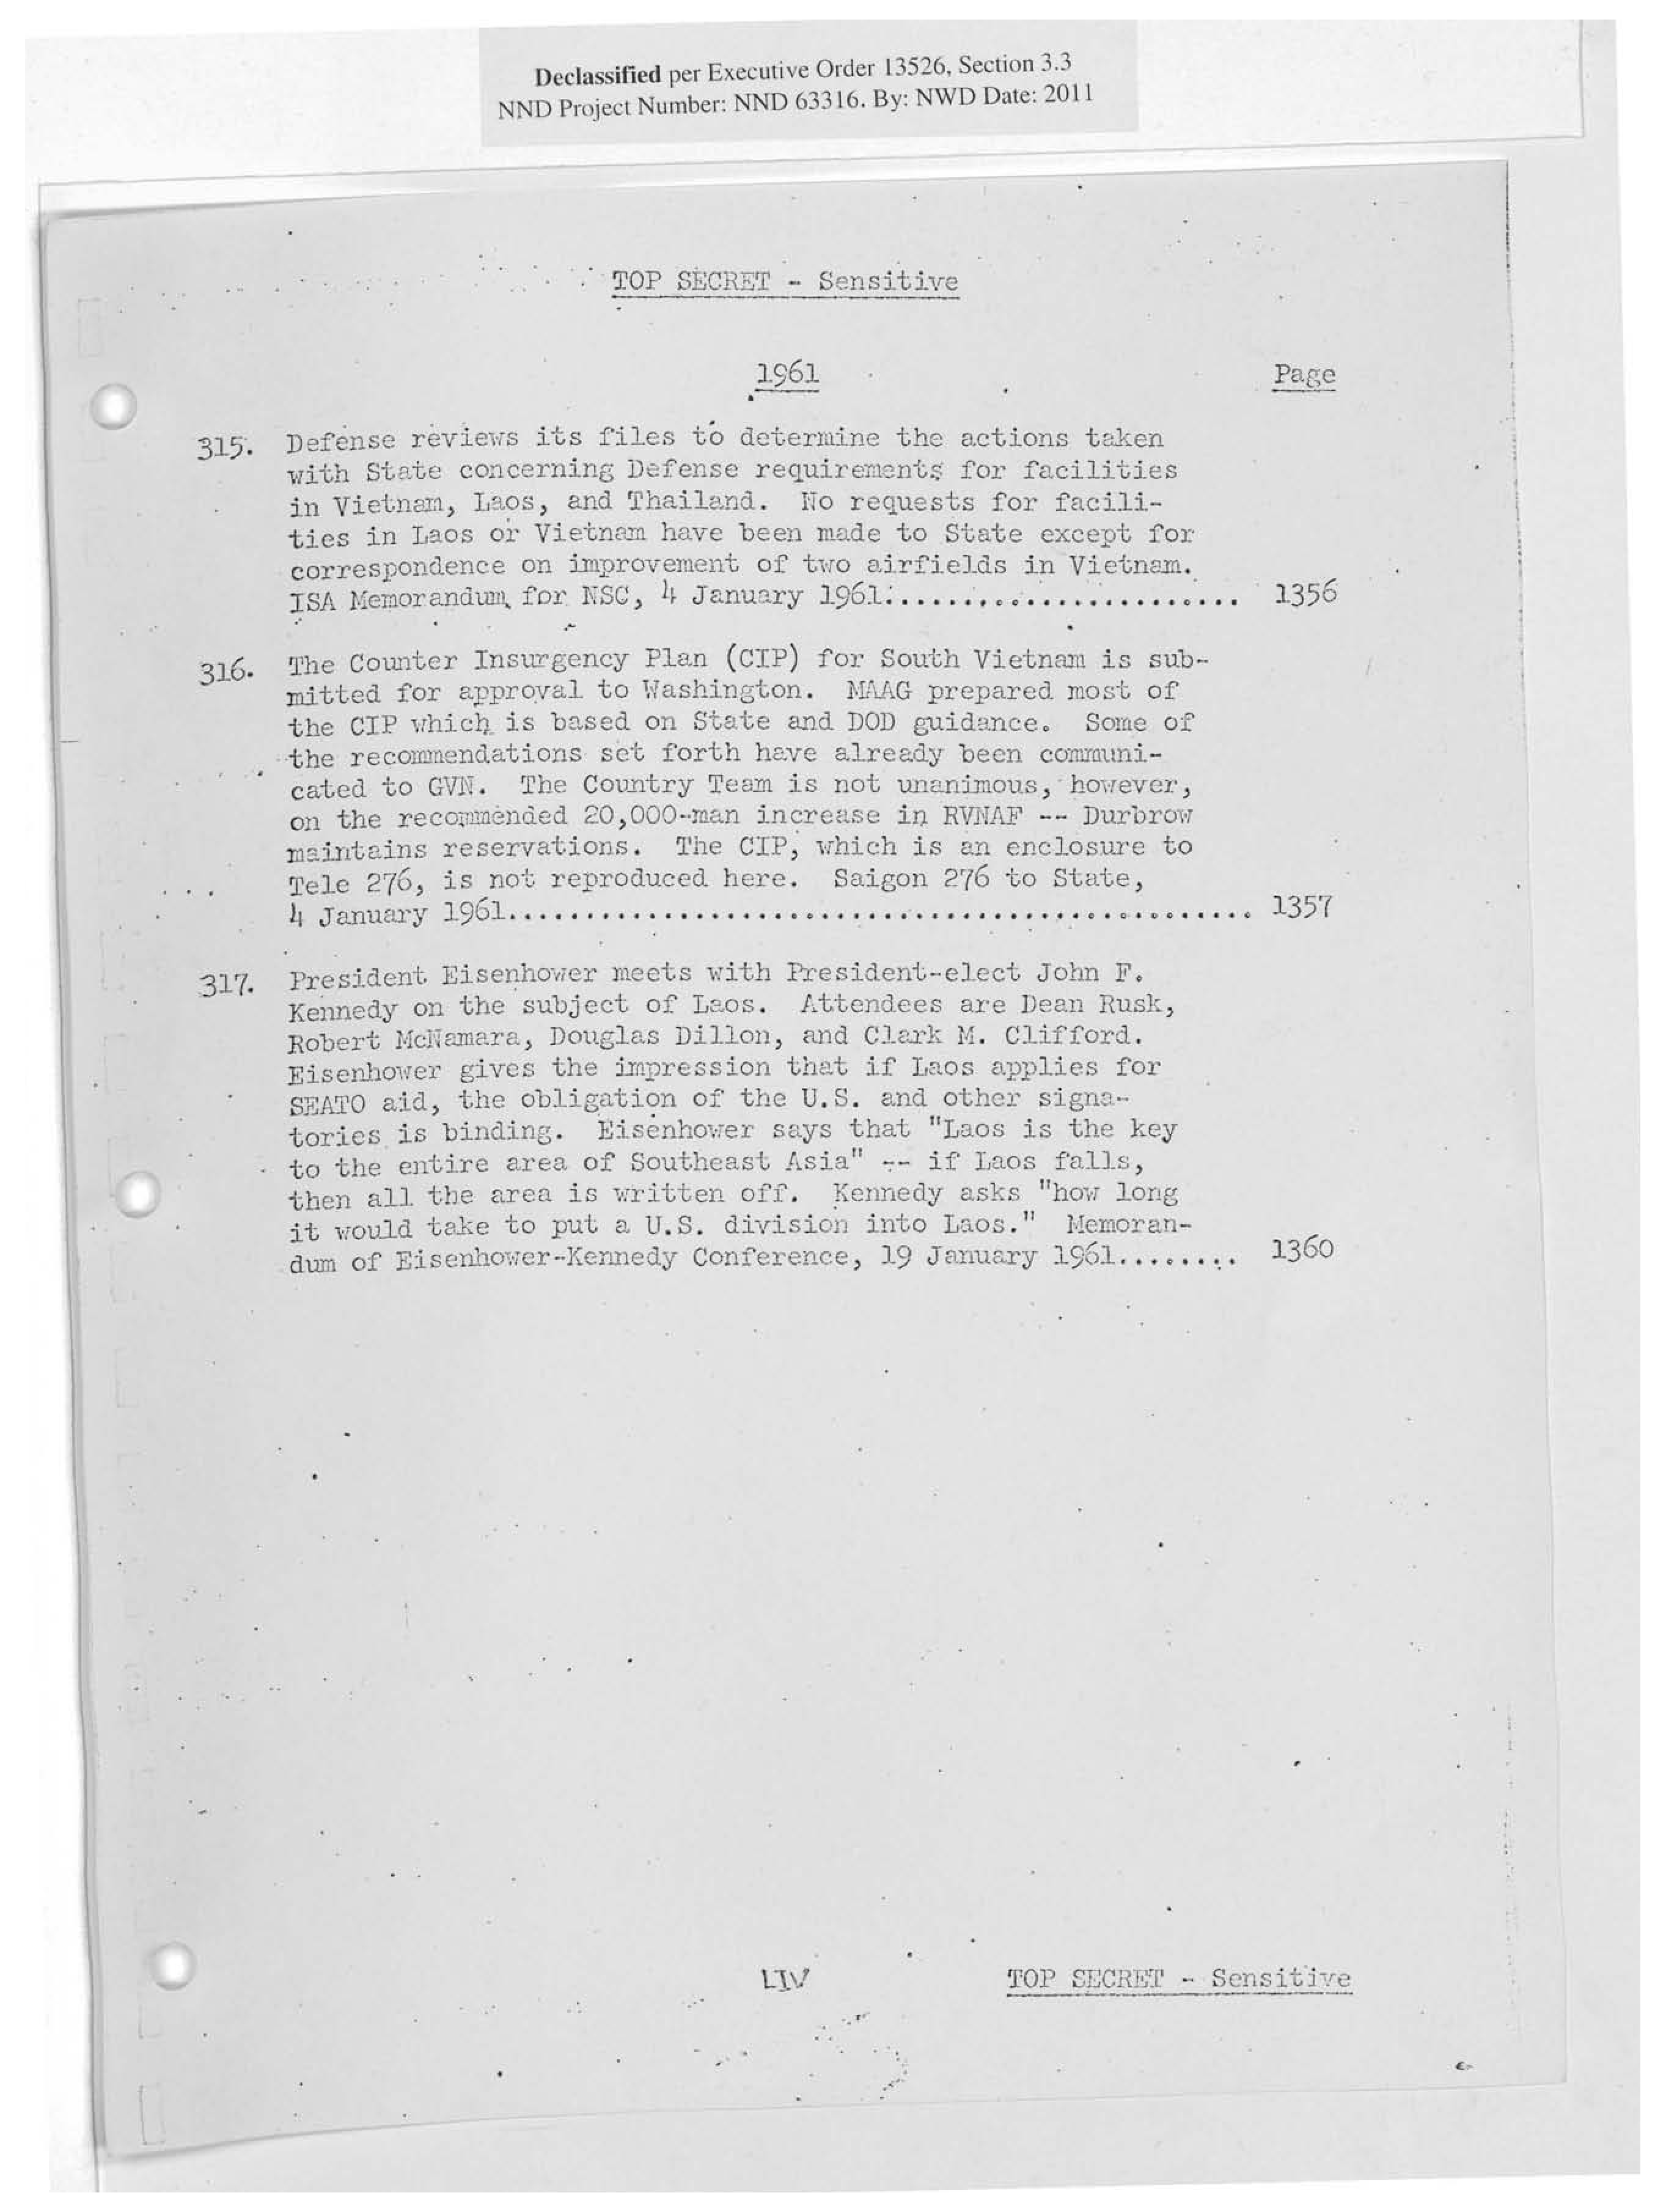 Declassified per Executive Order 13526, Section 3.3
NND Project Number: NND 63316. By: NWD Date: 2011
TOP SECRET - Sensitive
1961
Page
315. Defense reviews its files to determine the actions taken
with State concerning Defense requirements for facilities
in Vietnam, Laos, and Thailand. No requests for facili-
ties in Laos or Vietnam have been made to State except for
correspondence on improvement of two airfields in Vietnam.
ISA Memorandum for NSC, 4 January 1961........................ 1356
316. The Counter Insurgency Plan (CIP) for South Vietnam is sub-
mitted for approval to Washington. MAAG prepared most of
the CIP which is based on State and DOD guidance. Some of
the recommendations set forth have already been communi-
cated to GVN. The Country Team is not unanimous, however,
on the recommended 20,000-man increase in RVNAF -- Durbrow
maintains reservations. The CIP, which is an enclosure to
Tele 276, is not reproduced here. Saigon 276 to State,
4 January 1961................................................ 1357
317. President Eisenhower meets with President-elect John F.
Kennedy on the subject of Laos. Attendees are Dean Rusk,
Robert McNamara, Douglas Dillon, and Clark M. Clifford.
Eisenhower gives the impression that if Laos applies for
SEATO aid, the obligation of the U.S. and other signa-
tories is binding. Eisenhower says that "Laos is the key
to the entire area of Southeast Asia" -- if Laos falls,
then all the area is written off. Kennedy asks "how long
it would take to put a U.S. division into Laos." Memoran-
dum of Eisenhower-Kennedy Conference, 19 January 1961........ 1360
LIV
TOP SECRET - Sensitive